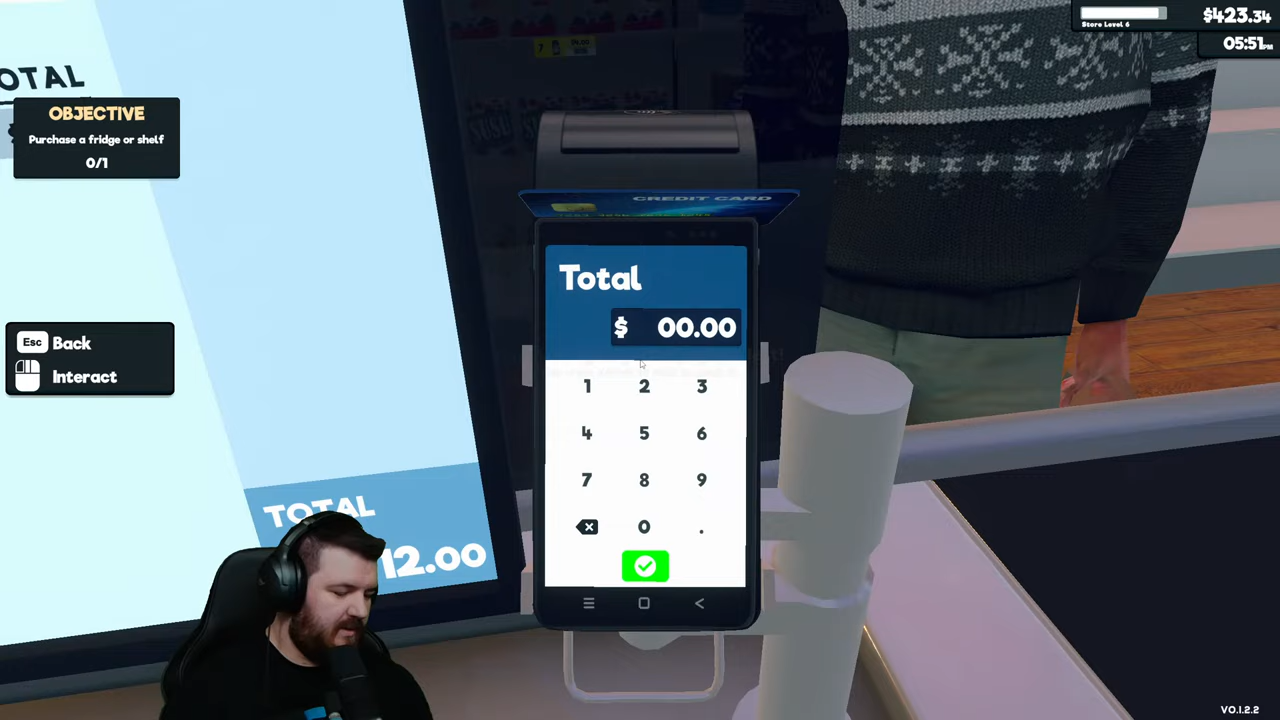 $423.34
Store Level 6
05:51PM
OTAL
OBJECTIVE
Purchase a fridge or shelf
0/1
Esc Back
Interact
CREDIT CARD
Total
$ 00.00
1 2 3
4 5 6
7 8 9
0 .
TOTAL
12.00
V0.1.2.2